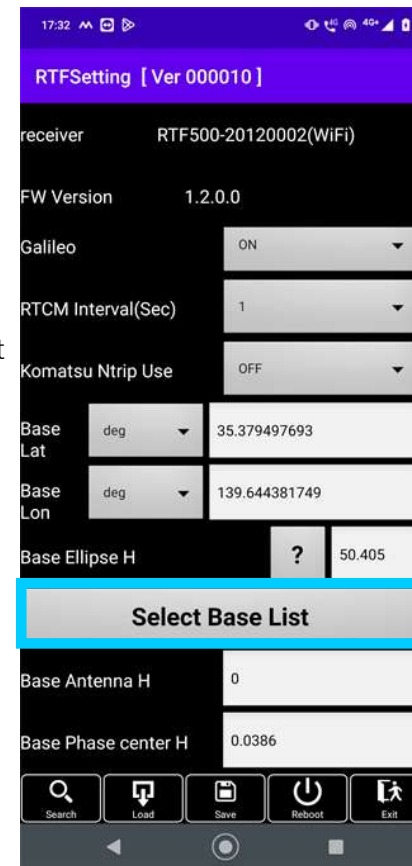 17:32 4G 4G+
RTFSetting [ Ver 000010 ]
receiver RTF500-20120002(WiFi)
FW Version 1.2.0.0
Galileo ON
RTCM Interval(Sec) 1
t
Komatsu Ntrip Use OFF
Base Lat deg 35.379497693
Base Lon deg 139.644381749
Base Ellipse H ? 50.405
Select Base List
Base Antenna H 0
Base Phase center H 0.0386
Search Load Save Reboot Exit